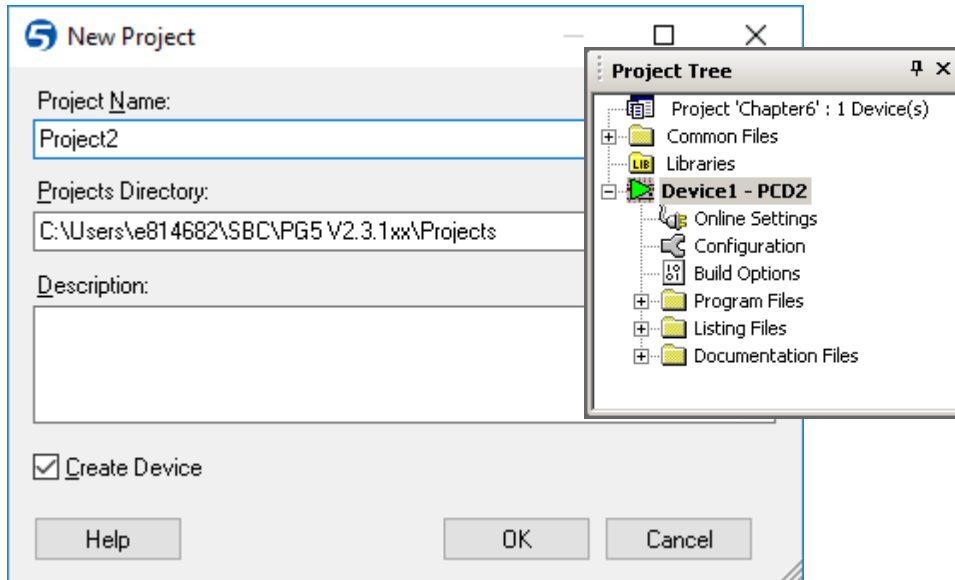 New Project
Project Name:
Project2
Projects Directory:
C:\Users\e814682\SBC\PG5 V2.3.1xx\Projects
Description:
Create Device
Help
OK
Cancel
Project Tree
Project 'Chapter6' : 1 Device(s)
Common Files
LIB Libraries
Device1 - PCD2
Online Settings
Configuration
Build Options
Program Files
Listing Files
Documentation Files